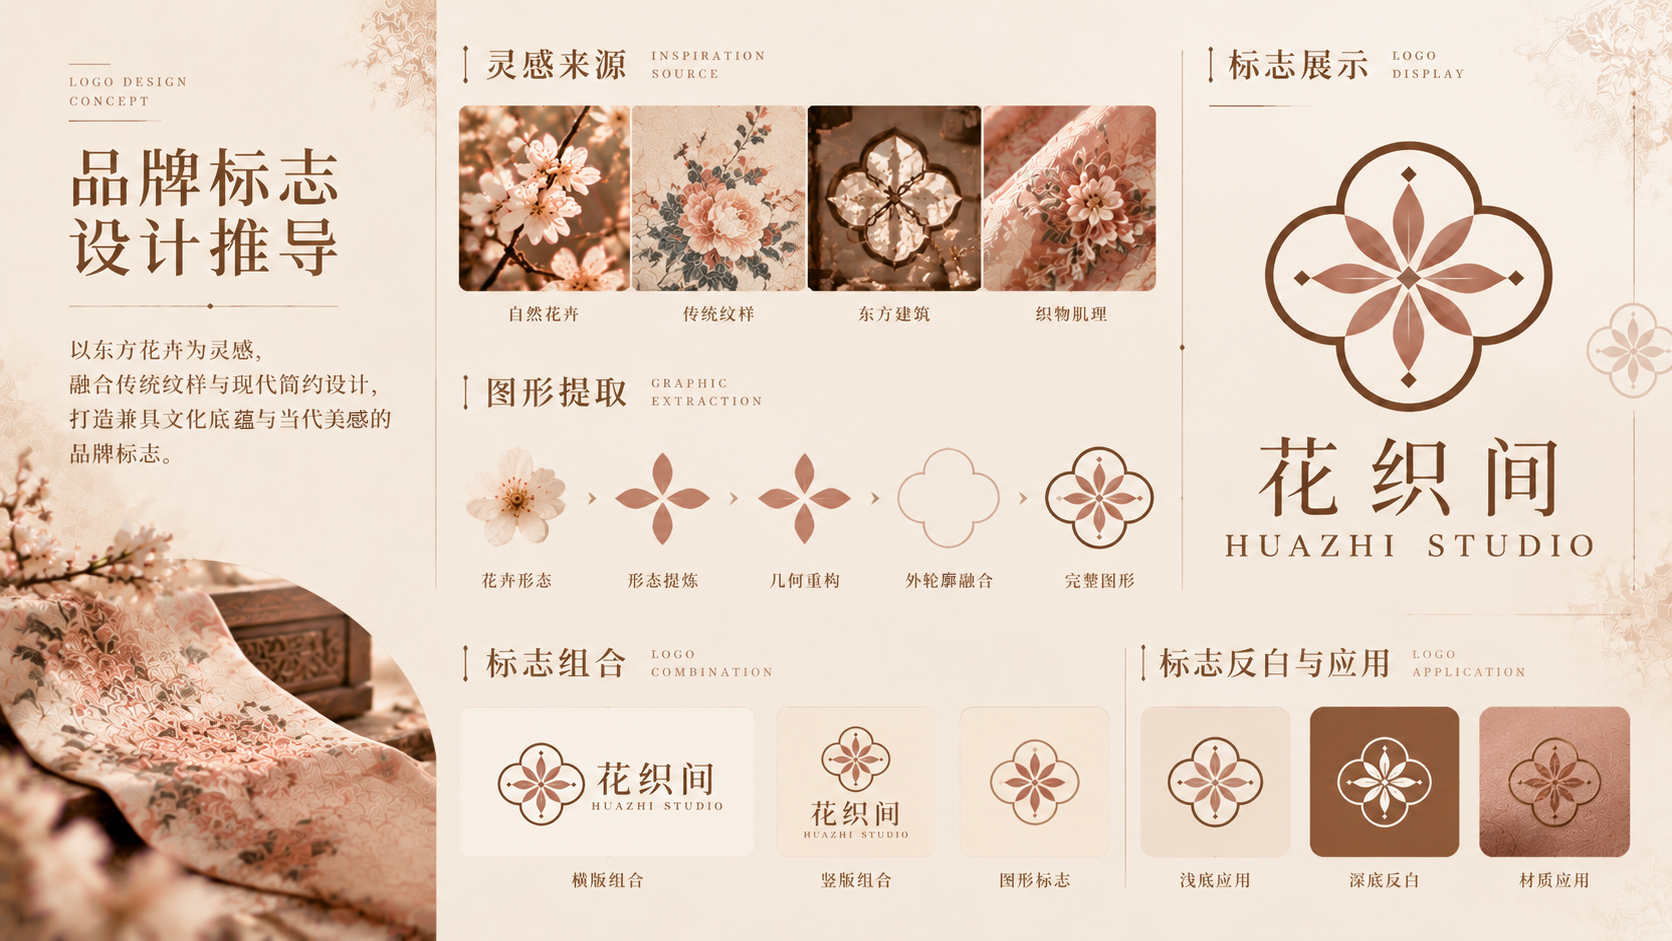 LOGO DESIGN
CONCEPT
品牌标志
设计推导
以东方花卉为灵感，
融合传统纹样与现代简约设计，
打造兼具文化底蕴与当代美感的
品牌标志。
灵感来源
INSPIRATION
SOURCE
自然花卉
传统纹样
东方建筑
织物肌理
图形提取
GRAPHIC
EXTRACTION
花卉形态
形态提炼
几何重构
外轮廓融合
完整图形
标志展示
LOGO
DISPLAY
花织间
HUAZHI STUDIO
标志组合
LOGO
COMBINATION
花织间
HUAZHI STUDIO
横版组合
花织间
HUAZHI STUDIO
竖版组合
图形标志
标志反白与应用
LOGO
APPLICATION
浅底应用
深底反白
材质应用